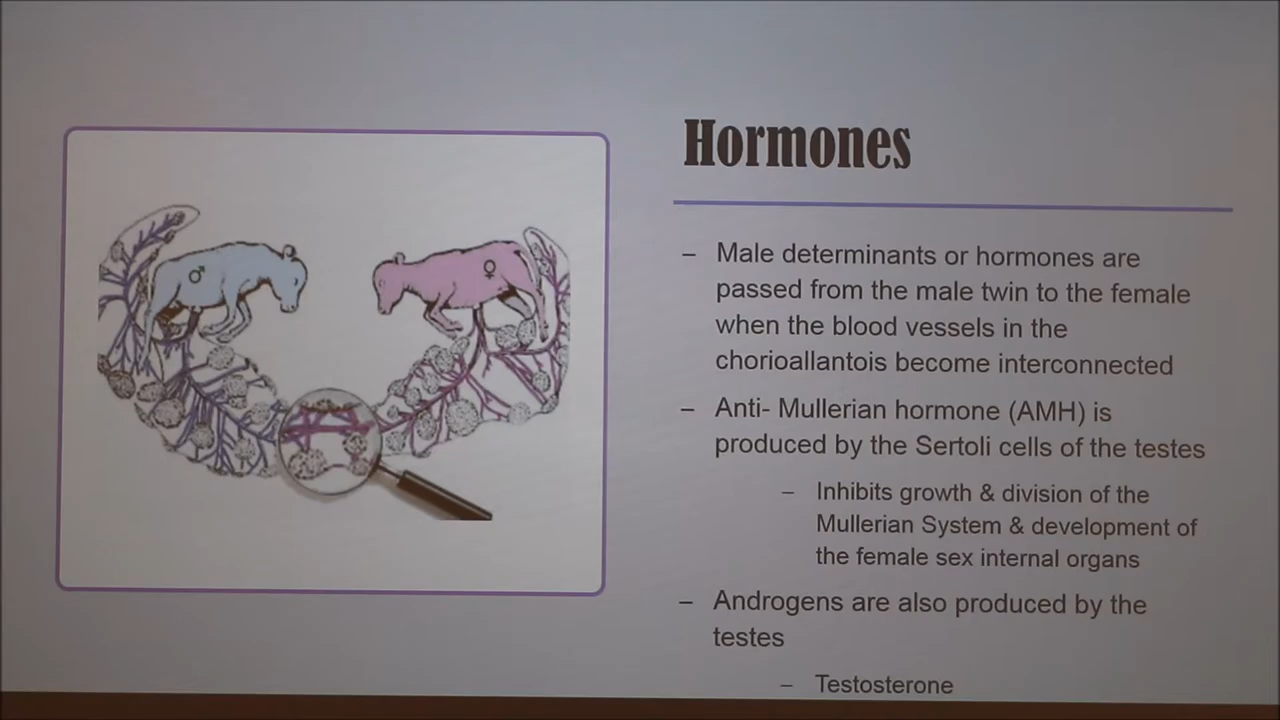 Hormones
– Male determinants or hormones are
passed from the male twin to the female
when the blood vessels in the
chorioallantois become interconnected
– Anti- Mullerian hormone (AMH) is
produced by the Sertoli cells of the testes
– Inhibits growth & division of the
Mullerian System & development of
the female sex internal organs
– Androgens are also produced by the
testes
– Testosterone
♂
♀